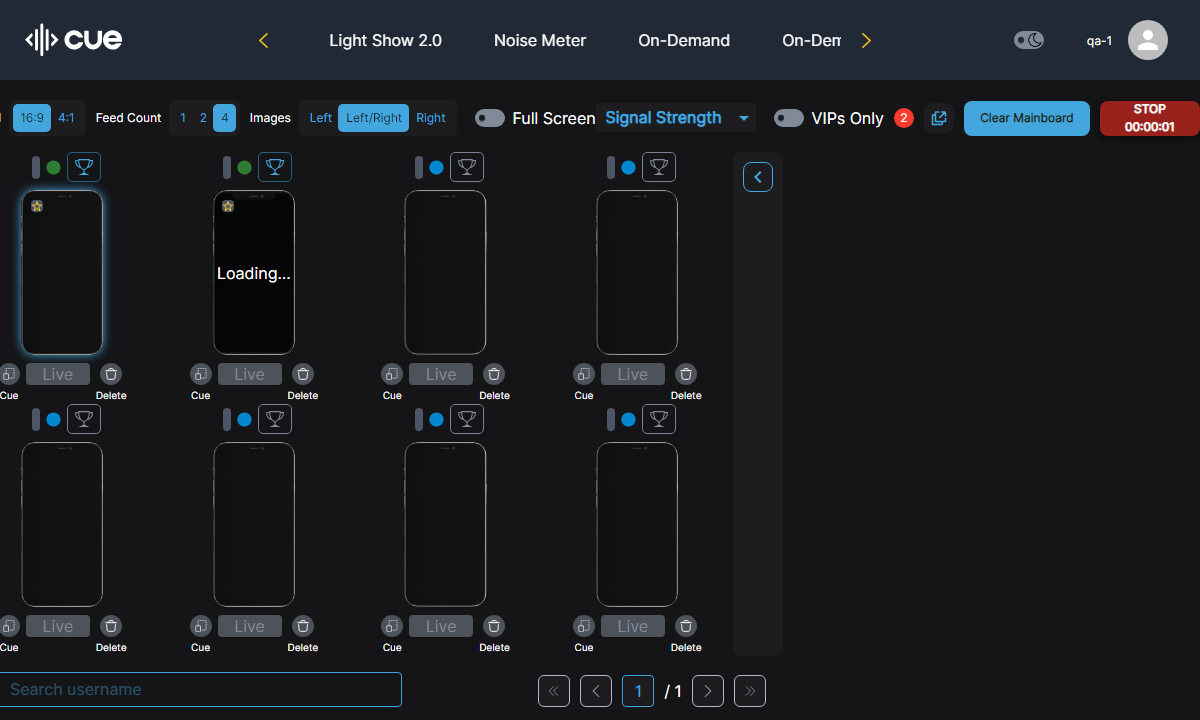 cue
Light Show 2.0
Noise Meter
On-Demand
On-Dem
qa-1
16:9 4:1 Feed Count 1 2 4 Images Left Left/Right Right Full Screen Signal Strength VIPs Only 2 Clear Mainboard STOP
00:00:01
Loading...
Live Live Live Live
Cue Delete Cue Delete Cue Delete Cue Delete
Live Live Live Live
Cue Delete Cue Delete Cue Delete Cue Delete
Search username
1 / 1